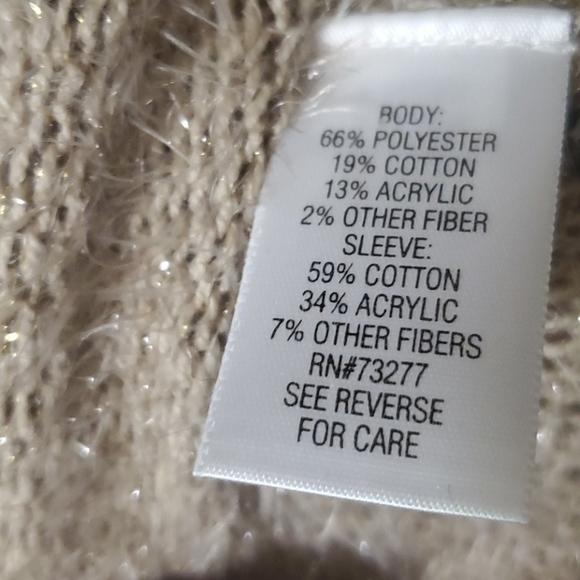 BODY:
66% POLYESTER
19% COTTON
13% ACRYLIC
2% OTHER FIBER
SLEEVE:
59% COTTON
34% ACRYLIC
7% OTHER FIBERS
RN#73277
SEE REVERSE
FOR CARE